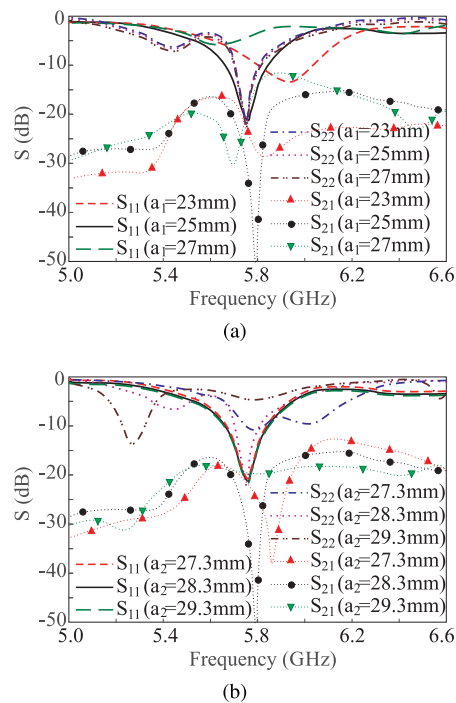 0
-10
-20
-30
-40
-50
S (dB)
S22 (a1=23mm)
S22 (a1=25mm)
S22 (a1=27mm)
S21 (a1=23mm)
S21 (a1=25mm)
S21 (a1=27mm)
S11 (a1=23mm)
S11 (a1=25mm)
S11 (a1=27mm)
5.0 5.4 5.8 6.2 6.6
Frequency (GHz)
(a)
0
-10
-20
-30
-40
-50
S (dB)
S22 (a2=27.3mm)
S22 (a2=28.3mm)
S22 (a2=29.3mm)
S21 (a2=27.3mm)
S21 (a2=28.3mm)
S21 (a2=29.3mm)
S11 (a2=27.3mm)
S11 (a2=28.3mm)
S11 (a2=29.3mm)
5.0 5.4 5.8 6.2 6.6
Frequency (GHz)
(b)